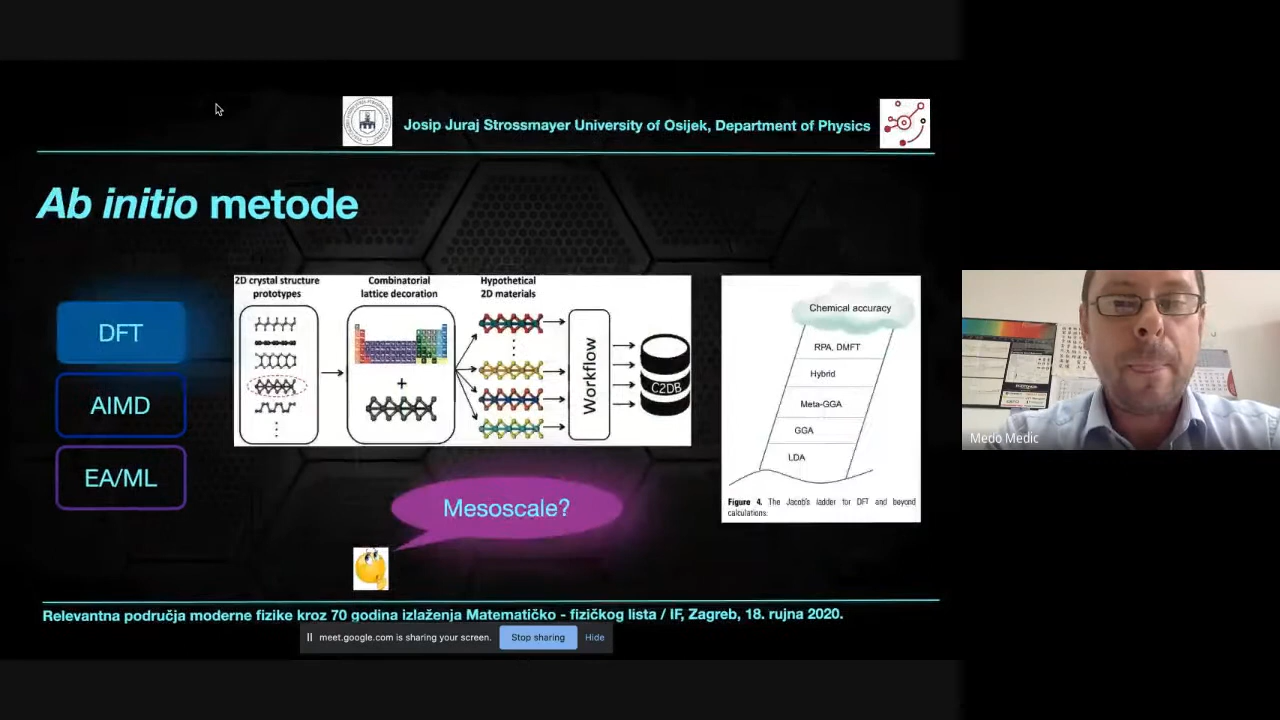 Josip Juraj Strossmayer University of Osijek, Department of Physics
Ab initio metode
DFT
AIMD
EA/ML
2D crystal structure
prototypes
Combinatorial
lattice decoration
+
Hypothetical
2D materials
Workflow
C2DB
Chemical accuracy
RPA, DMFT
Hybrid
Meta-GGA
GGA
LDA
Figure 4. The Jacob's ladder for DFT and beyond
calculations.
Mesoscale?
Relevantna područja moderne fizike kroz 70 godina izlaženja Matematičko - fizičkog lista / IF, Zagreb, 18. rujna 2020.
meet.google.com is sharing your screen.
Stop sharing
Hide
Medo Medic